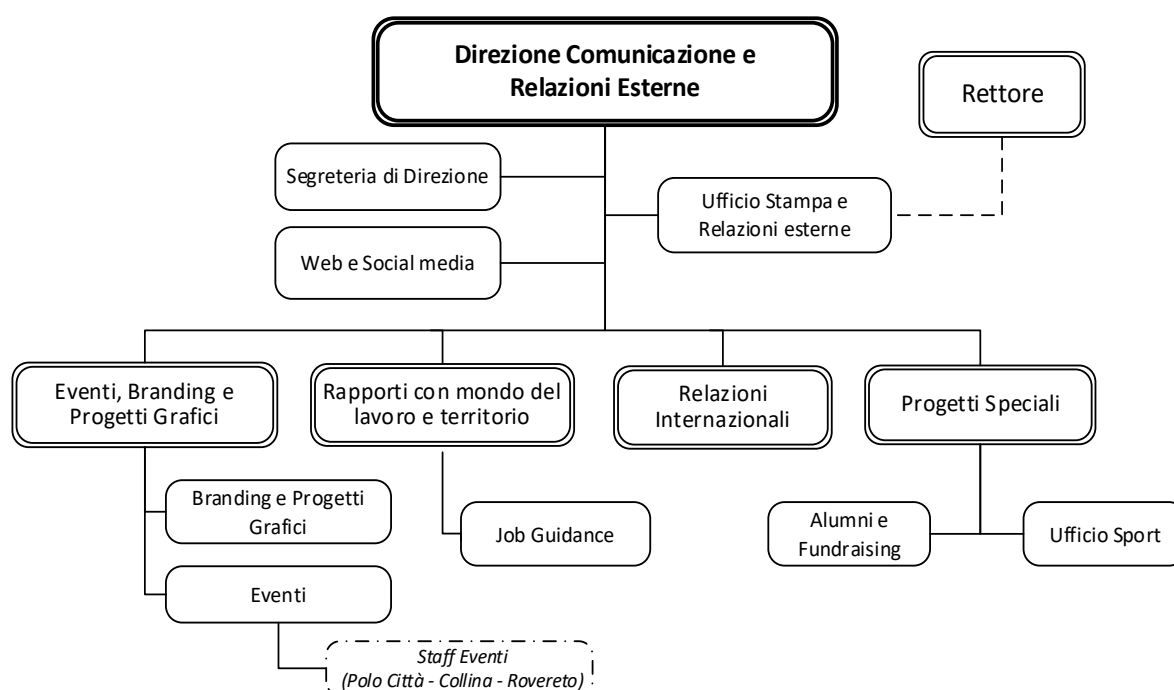 Direzione Comunicazione e
Relazioni Esterne
Rettore
Segreteria di Direzione
Ufficio Stampa e
Relazioni esterne
Web e Social media
Eventi, Branding e
Progetti Grafici
Rapporti con mondo del
lavoro e territorio
Relazioni
Internazionali
Progetti Speciali
Branding e Progetti
Grafici
Job Guidance
Alumni e
Fundraising
Ufficio Sport
Eventi
Staff Eventi
(Polo Città - Collina - Rovereto)